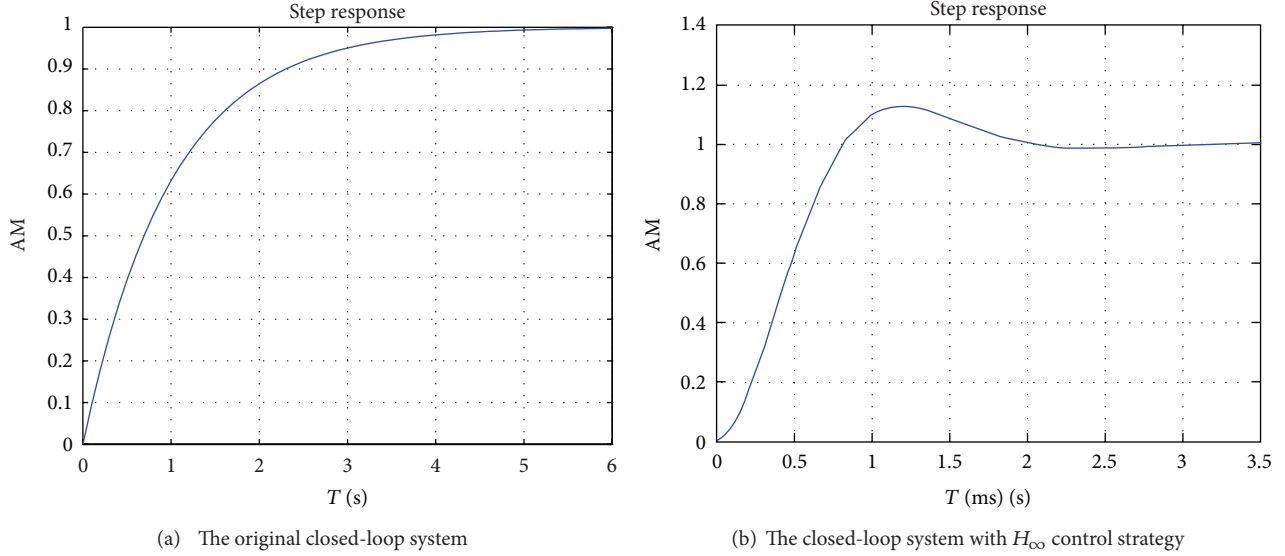 Step response
1
0.9
0.8
0.7
0.6
0.5
0.4
0.3
0.2
0.1
0
AM
0 1 2 3 4 5 6
T (s)
(a) The original closed-loop system
Step response
1.4
1.2
1
0.8
0.6
0.4
0.2
0
AM
0 0.5 1 1.5 2 2.5 3 3.5
T (ms) (s)
(b) The closed-loop system with H∞ control strategy